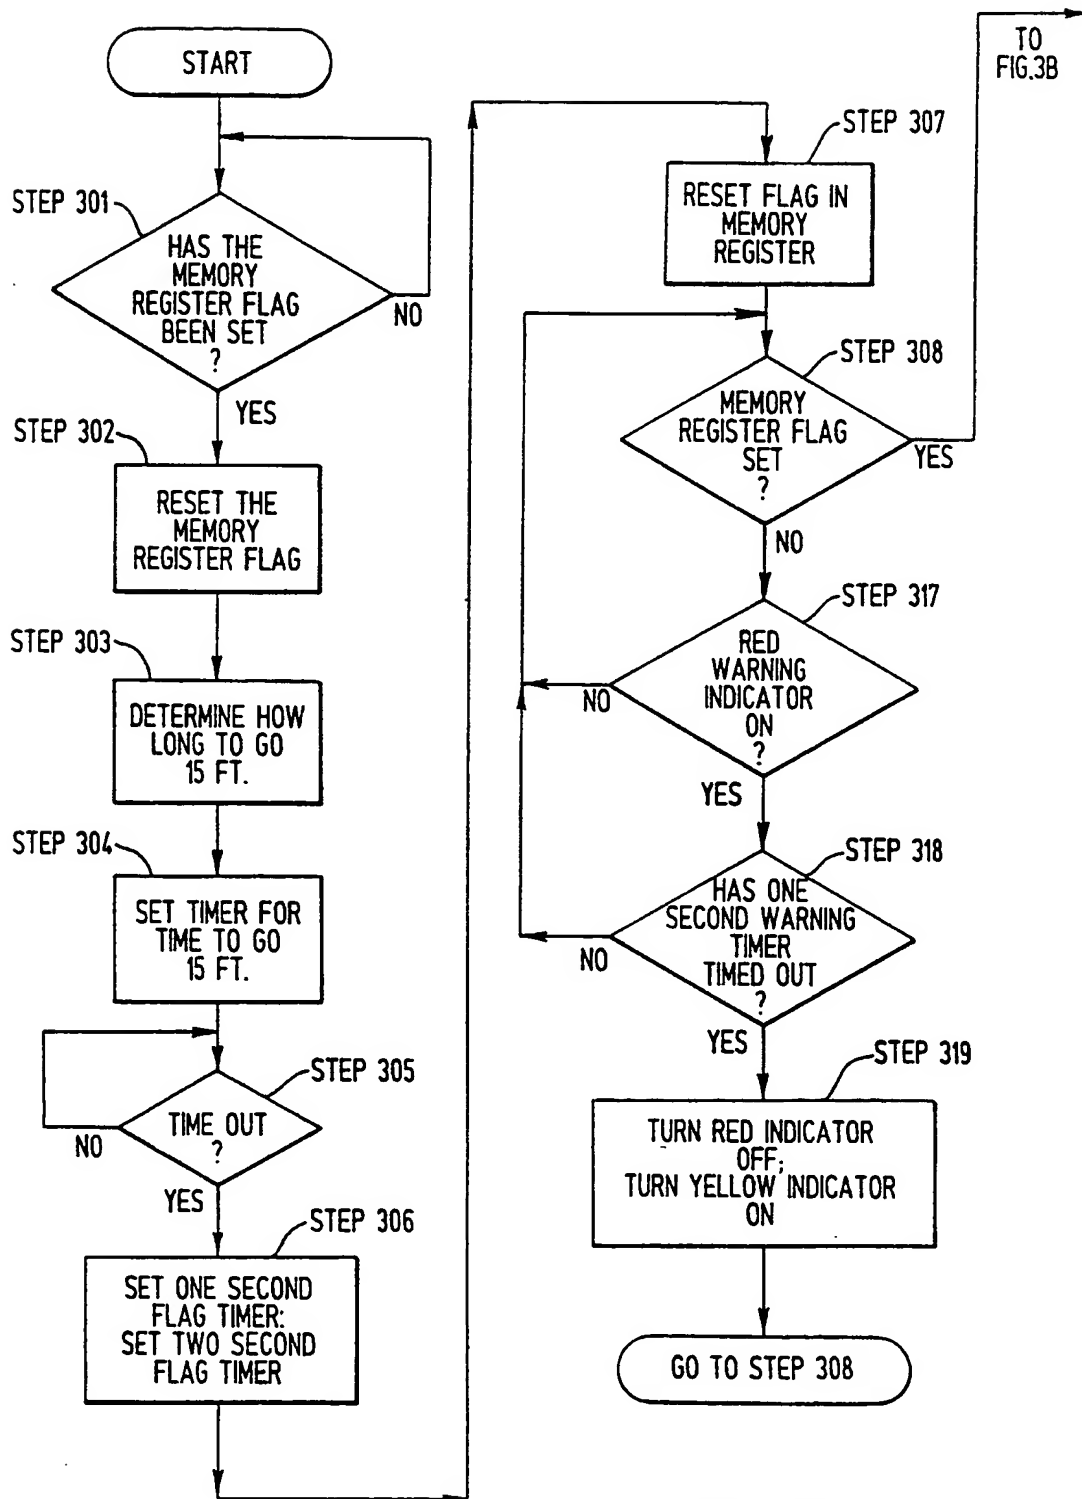 START
STEP 301
HAS THE
MEMORY
REGISTER FLAG
BEEN SET
?
NO
YES
STEP 302
RESET THE
MEMORY
REGISTER FLAG
STEP 303
DETERMINE HOW
LONG TO GO
15 FT.
STEP 304
SET TIMER FOR
TIME TO GO
15 FT.
STEP 305
TIME OUT
?
NO
YES
STEP 306
SET ONE SECOND
FLAG TIMER:
SET TWO SECOND
FLAG TIMER
STEP 307
RESET FLAG IN
MEMORY
REGISTER
STEP 308
MEMORY
REGISTER FLAG
SET
?
YES
TO
FIG.3B
NO
STEP 317
RED
WARNING
INDICATOR
ON
?
NO
YES
STEP 318
HAS ONE
SECOND WARNING
TIMER
TIMED OUT
?
NO
YES
STEP 319
TURN RED INDICATOR
OFF;
TURN YELLOW INDICATOR
ON
GO TO STEP 308